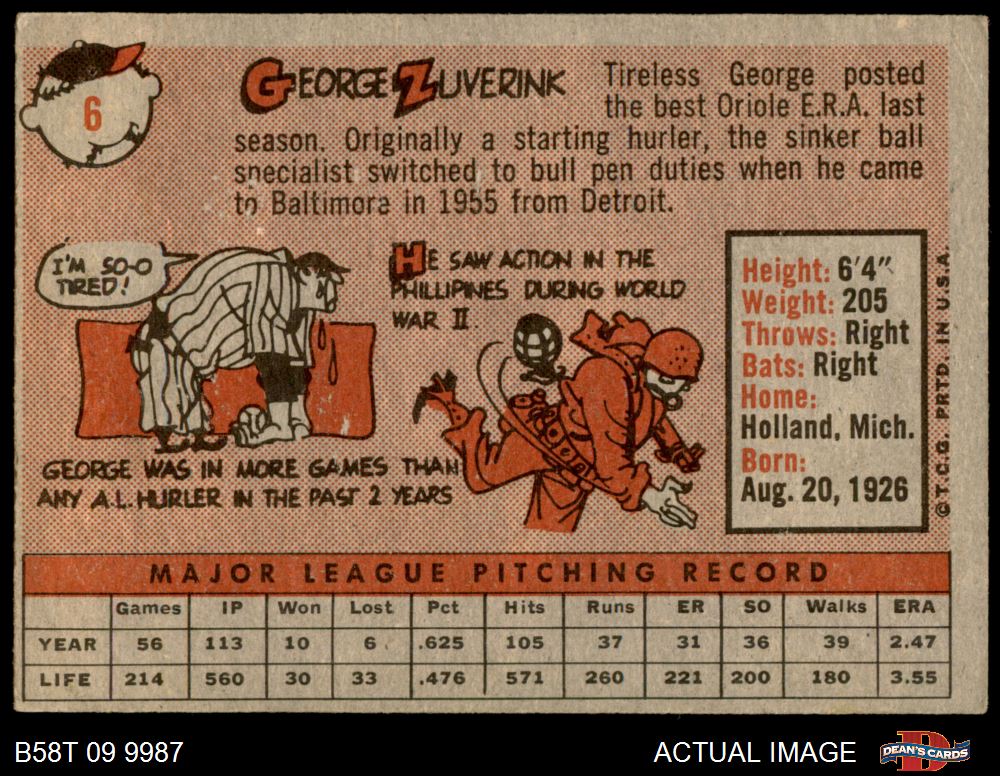 6
GEORGE ZUVERINK
Tireless George posted
the best Oriole E.R.A. last
season. Originally a starting hurler, the sinker ball
specialist switched to bull pen duties when he came
to Baltimore in 1955 from Detroit.
I'M SO-O
TIRED!
GEORGE WAS IN MORE GAMES THAN
ANY A.L. HURLER IN THE PAST 2 YEARS
HE SAW ACTION IN THE
PHILLIPINES DURING WORLD
WAR II
Height: 6'4"
Weight: 205
Throws: Right
Bats: Right
Home:
Holland, Mich.
Born:
Aug. 20, 1926
©T.C.G. PRTD. IN U.S.A.
MAJOR LEAGUE PITCHING RECORD
Games IP Won Lost Pct Hits Runs ER SO Walks ERA
YEAR 56 113 10 6 .625 105 37 31 36 39 2.47
LIFE 214 560 30 33 .476 571 260 221 200 180 3.55
B58T 09 9987
ACTUAL IMAGE
DEAN'S CARDS